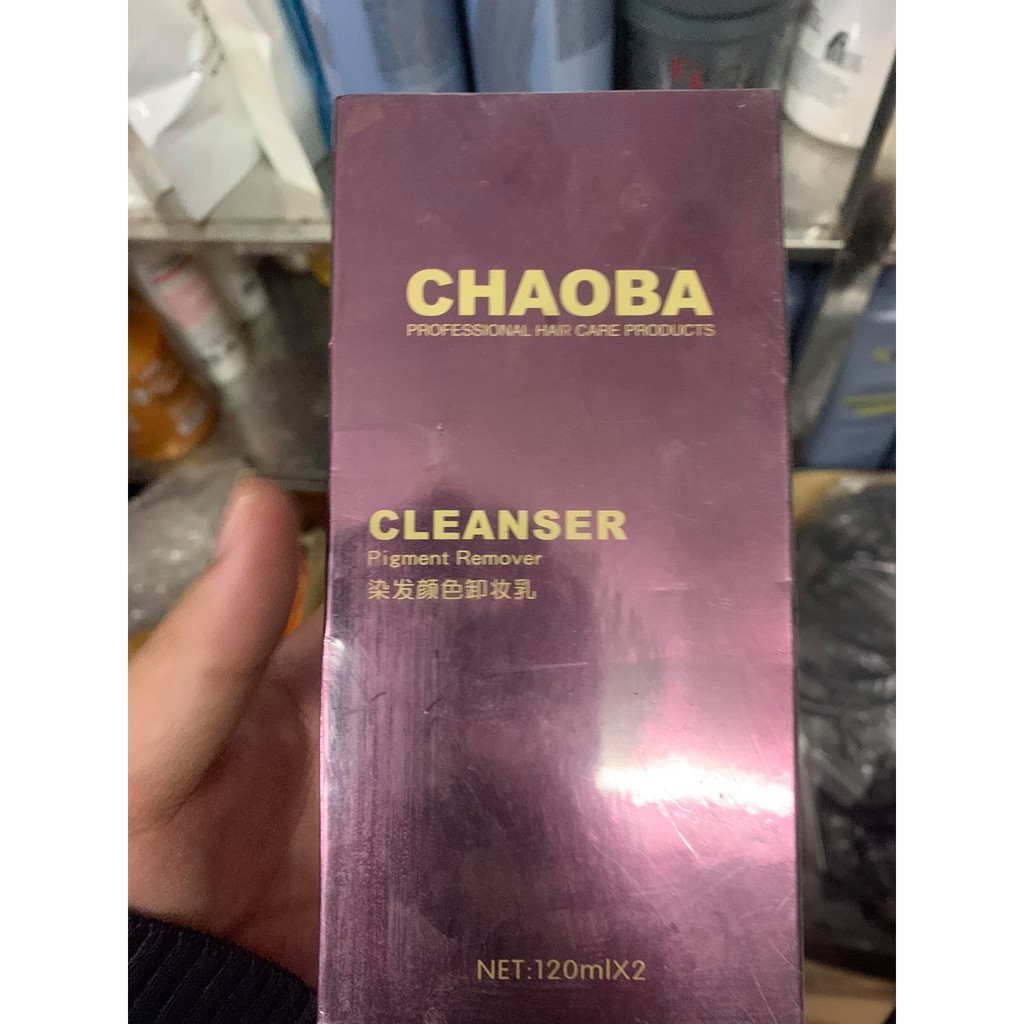 CHAOBA
PROFESSIONAL HAIR CARE PRODUCTS
CLEANSER
Pigment Remover
染发颜色卸妆乳
NET:120mlX2